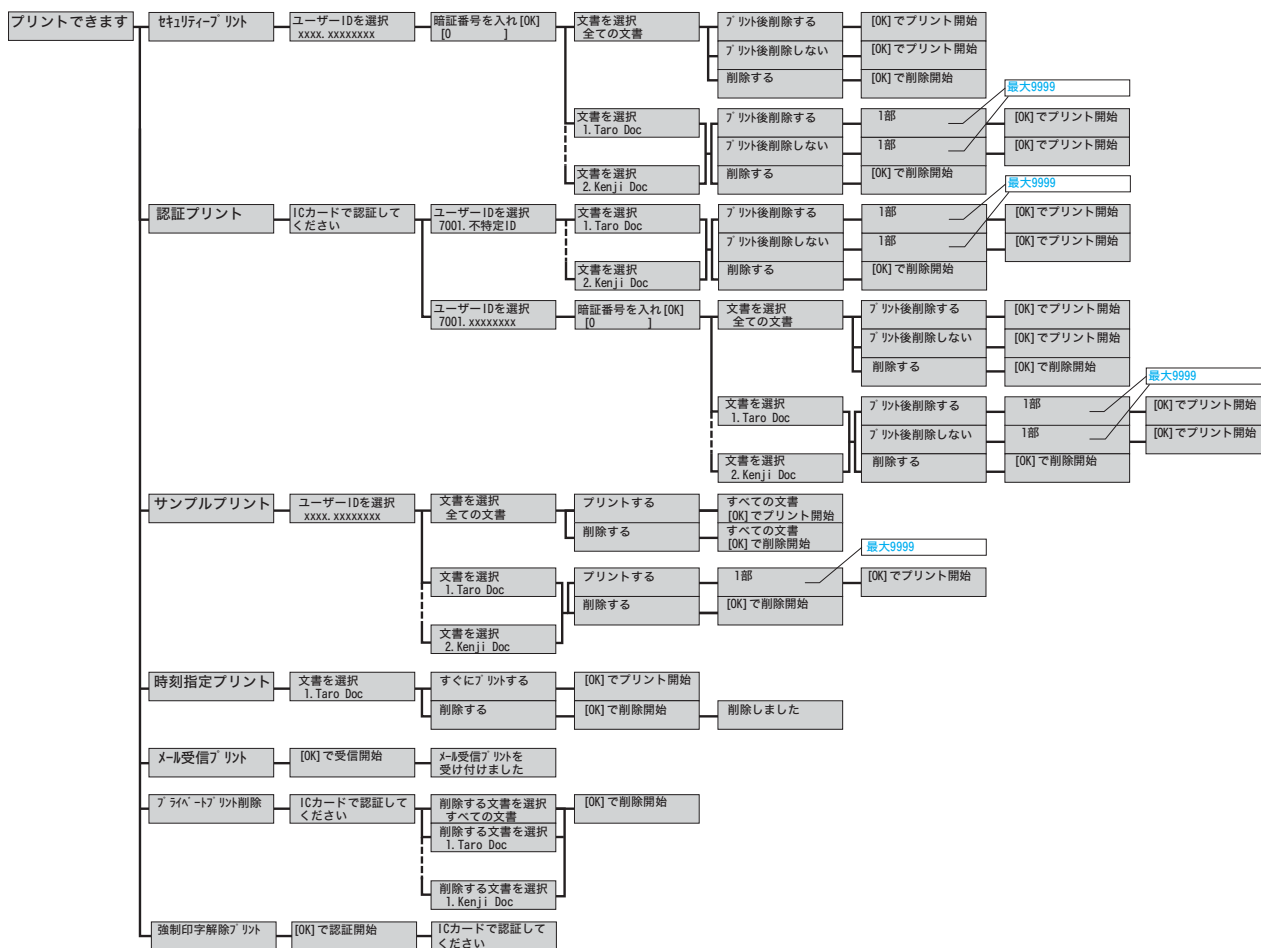 プリントできます
セキュリティープリント
ユーザーIDを選択
xxxx. xxxxxxxx
暗証番号を入れ[OK]
[0 ]
文書を選択
全ての文書
プリント後削除する
[OK]でプリント開始
プリント後削除しない
[OK]でプリント開始
削除する
[OK]で削除開始
最大9999
文書を選択
1. Taro Doc
プリント後削除する
1部
[OK]でプリント開始
プリント後削除しない
1部
[OK]でプリント開始
文書を選択
2. Kenji Doc
削除する
[OK]で削除開始
最大9999
認証プリント
ICカードで認証して
ください
ユーザーIDを選択
7001. 不特定ID
文書を選択
1. Taro Doc
プリント後削除する
1部
[OK]でプリント開始
プリント後削除しない
1部
[OK]でプリント開始
文書を選択
2. Kenji Doc
削除する
[OK]で削除開始
ユーザーIDを選択
7001. xxxxxxxx
暗証番号を入れ[OK]
[0 ]
文書を選択
全ての文書
プリント後削除する
[OK]でプリント開始
プリント後削除しない
[OK]でプリント開始
削除する
[OK]で削除開始
最大9999
文書を選択
1. Taro Doc
プリント後削除する
1部
[OK]でプリント開始
プリント後削除しない
1部
[OK]でプリント開始
文書を選択
2. Kenji Doc
削除する
[OK]で削除開始
サンプルプリント
ユーザーIDを選択
xxxx. xxxxxxxx
文書を選択
全ての文書
プリントする
すべての文書
[OK]でプリント開始
削除する
すべての文書
[OK]で削除開始
最大9999
文書を選択
1. Taro Doc
プリントする
1部
[OK]でプリント開始
削除する
[OK]で削除開始
文書を選択
2. Kenji Doc
時刻指定プリント
文書を選択
1. Taro Doc
すぐにプリントする
[OK]でプリント開始
削除する
[OK]で削除開始
削除しました
メール受信プリント
[OK]で受信開始
メール受信プリントを
受け付けました
プライベートプリント削除
ICカードで認証して
ください
削除する文書を選択
すべての文書
[OK]で削除開始
削除する文書を選択
1. Taro Doc
削除する文書を選択
1. Kenji Doc
強制印字解除プリント
[OK]で認証開始
ICカードで認証して
ください